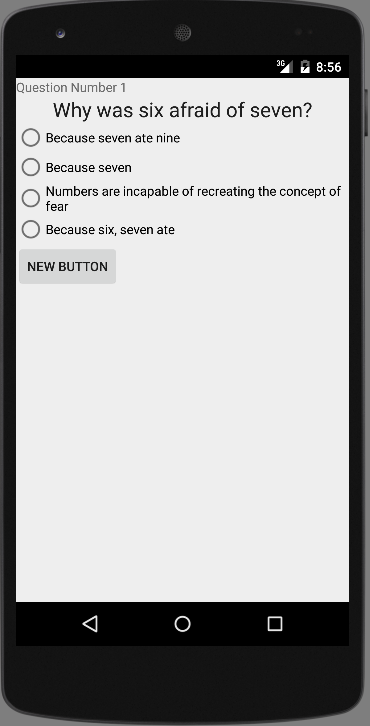 3G 8:56
Question Number 1
Why was six afraid of seven?
Because seven ate nine
Because seven
Numbers are incapable of recreating the concept of
fear
Because six, seven ate
NEW BUTTON